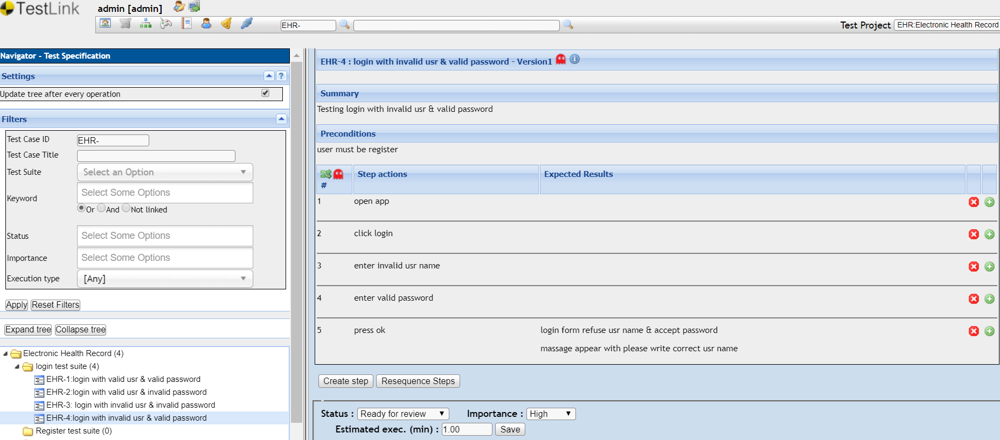 TestLink
admin [admin]
EHR-
Test Project EHR:Electronic Health Record
Navigator - Test Specification
Settings
?
Update tree after every operation
Filters
Test Case ID EHR-
Test Case Title
Test Suite Select an Option
Keyword Select Some Options
Or And Not linked
Status Select Some Options
Importance Select Some Options
Execution type [Any]
Apply Reset Filters
Expand tree Collapse tree
Electronic Health Record (4)
login test suite (4)
EHR-1:login with valid usr & valid password
EHR-2:login with valid usr & invalid password
EHR-3: login with invalid usr & invalid password
EHR-4:login with invalid usr & valid password
Register test suite (0)
EHR-4 : login with invalid usr & valid password - Version1
Summary
Testing login with invalid usr & valid password
Preconditions
user must be register
# Step actions Expected Results
1 open app
2 click login
3 enter invalid usr name
4 enter valid password
5 press ok login form refuse usr name & accept password
massage appear with please write correct usr name
Create step Resequence Steps
Status : Ready for review Importance : High
Estimated exec. (min) : 1.00 Save